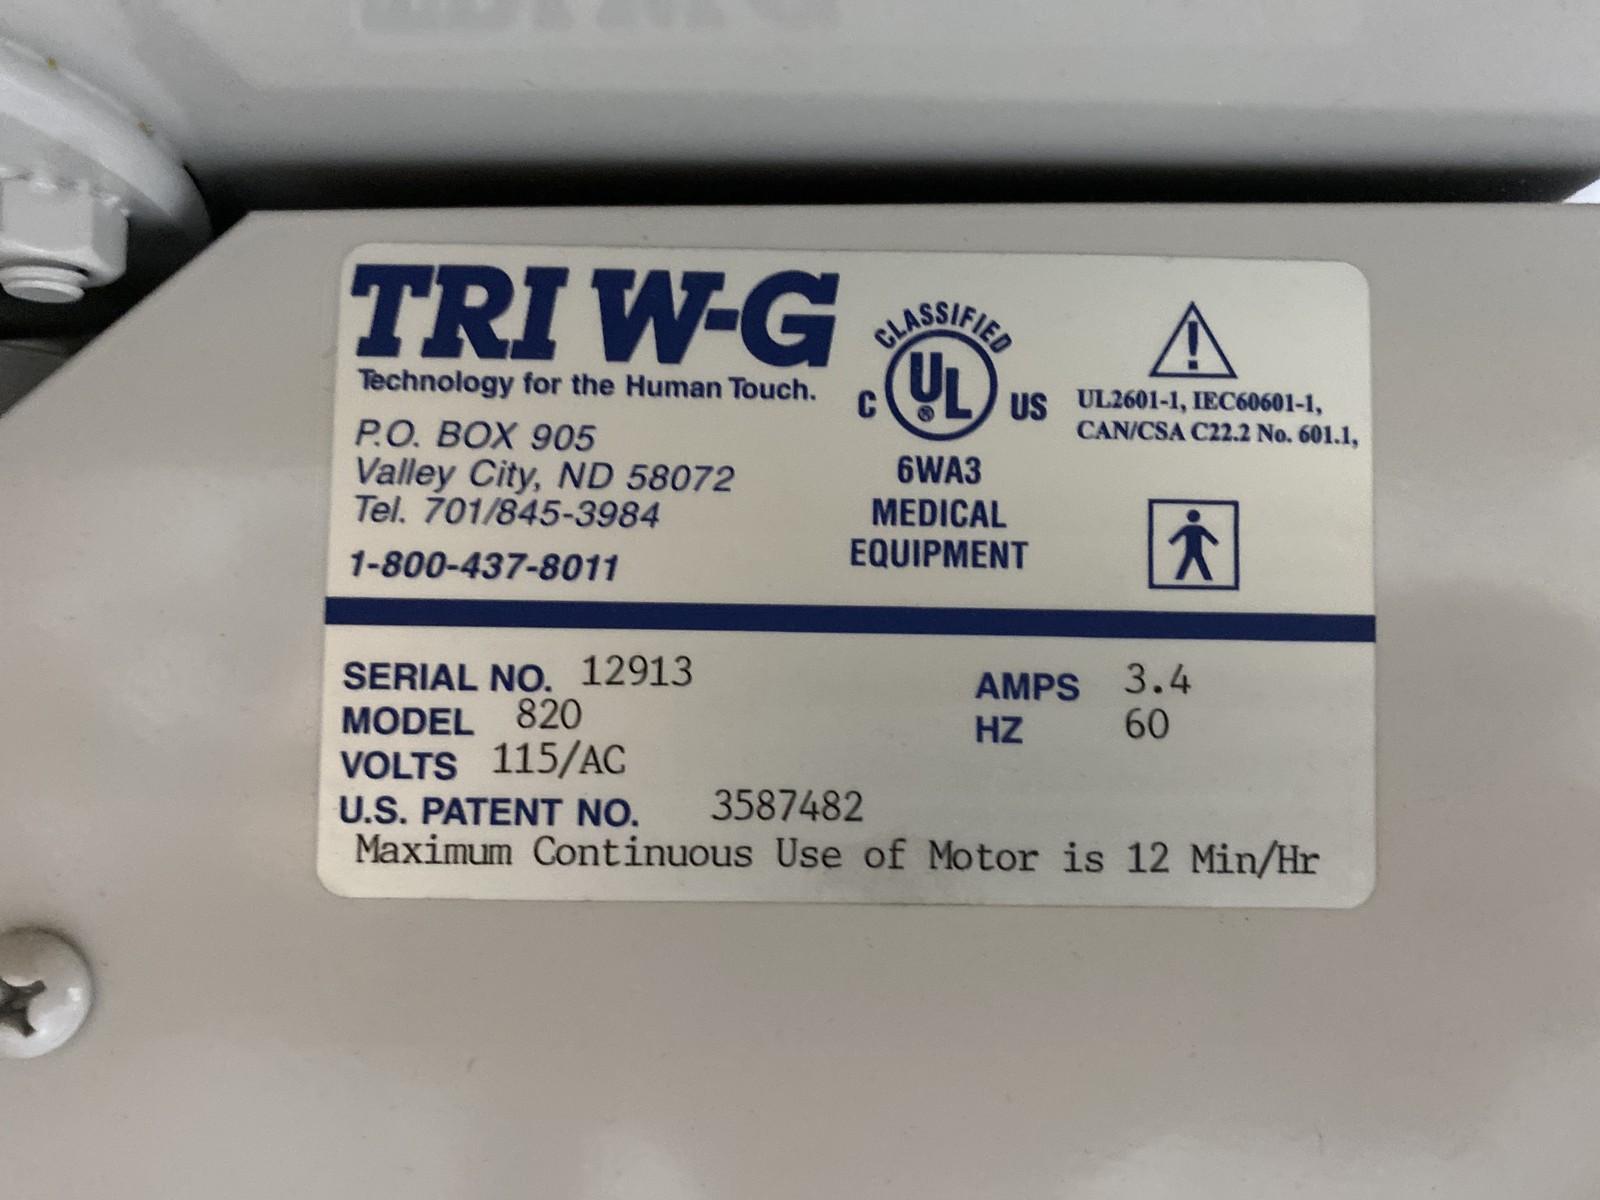 TRI W-G
Technology for the Human Touch.
P.O. BOX 905
Valley City, ND 58072
Tel. 701/845-3984
1-800-437-8011
CLASSIFIED
C UL® US
6WA3
MEDICAL
EQUIPMENT
UL2601-1, IEC60601-1,
CAN/CSA C22.2 No. 601.1,
SERIAL NO. 12913
AMPS 3.4
MODEL 820
HZ 60
VOLTS 115/AC
U.S. PATENT NO. 3587482
Maximum Continuous Use of Motor is 12 Min/Hr